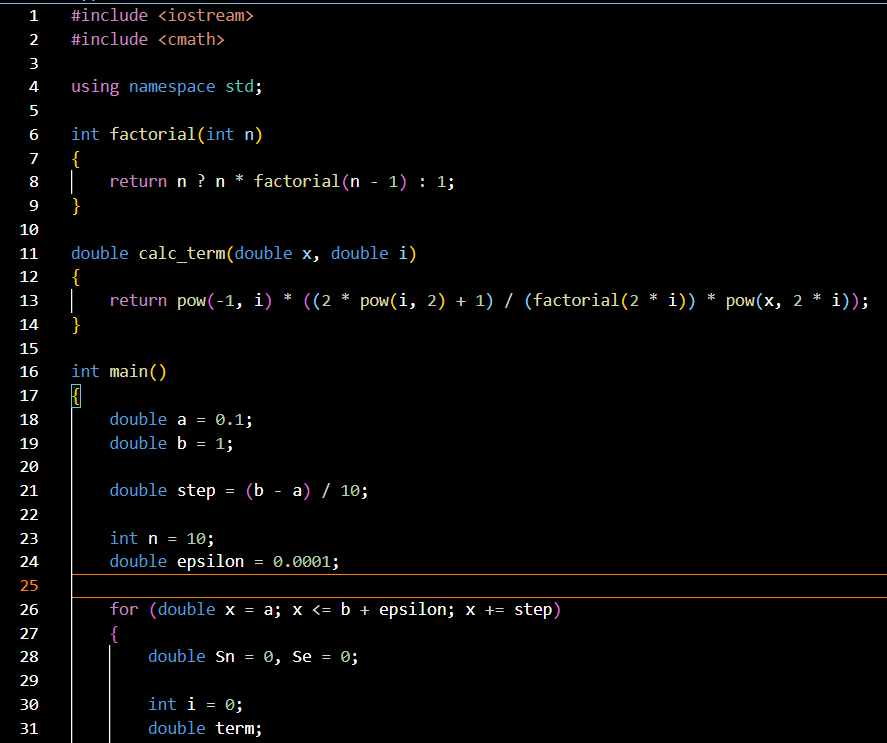 1 #include <iostream>
2 #include <cmath>
3
4 using namespace std;
5
6 int factorial(int n)
7 {
8     return n ? n * factorial(n - 1) : 1;
9 }
10
11 double calc_term(double x, double i)
12 {
13     return pow(-1, i) * ((2 * pow(i, 2) + 1) / (factorial(2 * i)) * pow(x, 2 * i));
14 }
15
16 int main()
17 {
18     double a = 0.1;
19     double b = 1;
20
21     double step = (b - a) / 10;
22
23     int n = 10;
24     double epsilon = 0.0001;
25
26     for (double x = a; x <= b + epsilon; x += step)
27     {
28         double Sn = 0, Se = 0;
29
30         int i = 0;
31         double term;